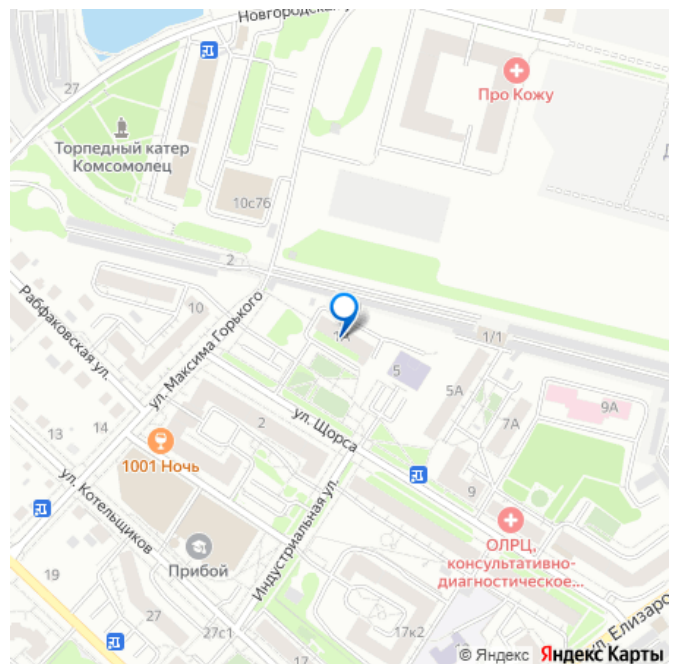 Новгородская у
27
Про Кожу
Торпедный катер
Комсомолец
Д
10с76
2
10
1А
1/1
Рабфаковская ул.
ул. Максима Горького
5
5А
9А
7А
14
13
2
ул. Щорса
1001 Ночь
ул. Котельщиков
9
Индустриальная ул.
ОЛРЦ,
консультативно-
диагностическое...
Прибой
19
27
27с1
17к2
ул. Елизаро
© Яндекс Яндекс Карты